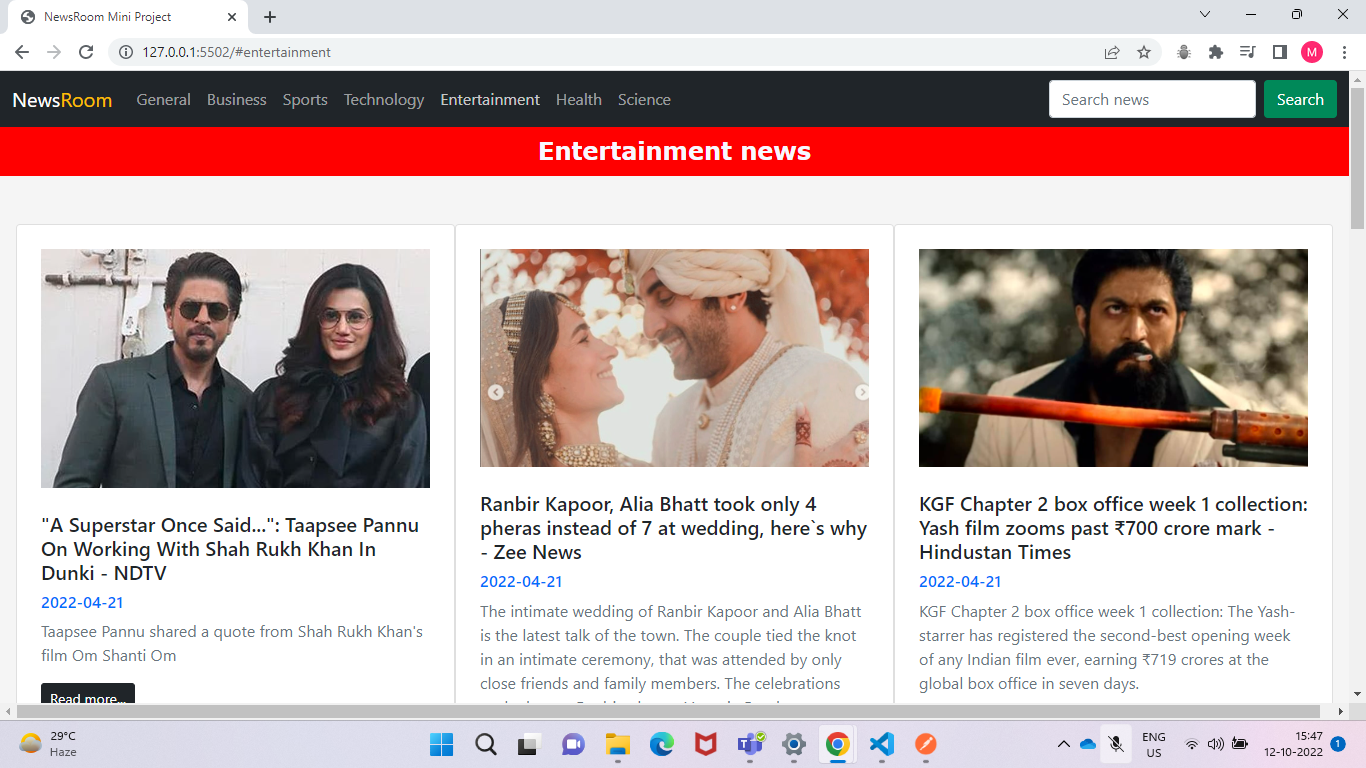 NewsRoom Mini Project
127.0.0.1:5502/#entertainment
M
NewsRoom General Business Sports Technology Entertainment Health Science Search news Search
Entertainment news
"A Superstar Once Said...": Taapsee Pannu
On Working With Shah Rukh Khan In
Dunki - NDTV
2022-04-21
Taapsee Pannu shared a quote from Shah Rukh Khan's
film Om Shanti Om
Read more...
Ranbir Kapoor, Alia Bhatt took only 4
pheras instead of 7 at wedding, here`s why
- Zee News
2022-04-21
The intimate wedding of Ranbir Kapoor and Alia Bhatt
is the latest talk of the town. The couple tied the knot
in an intimate ceremony, that was attended by only
close friends and family members. The celebrations
KGF Chapter 2 box office week 1 collection:
Yash film zooms past ₹700 crore mark -
Hindustan Times
2022-04-21
KGF Chapter 2 box office week 1 collection: The Yash-
starrer has registered the second-best opening week
of any Indian film ever, earning ₹719 crores at the
global box office in seven days.
29°C
Haze
ENG
US
15:47
12-10-2022
1